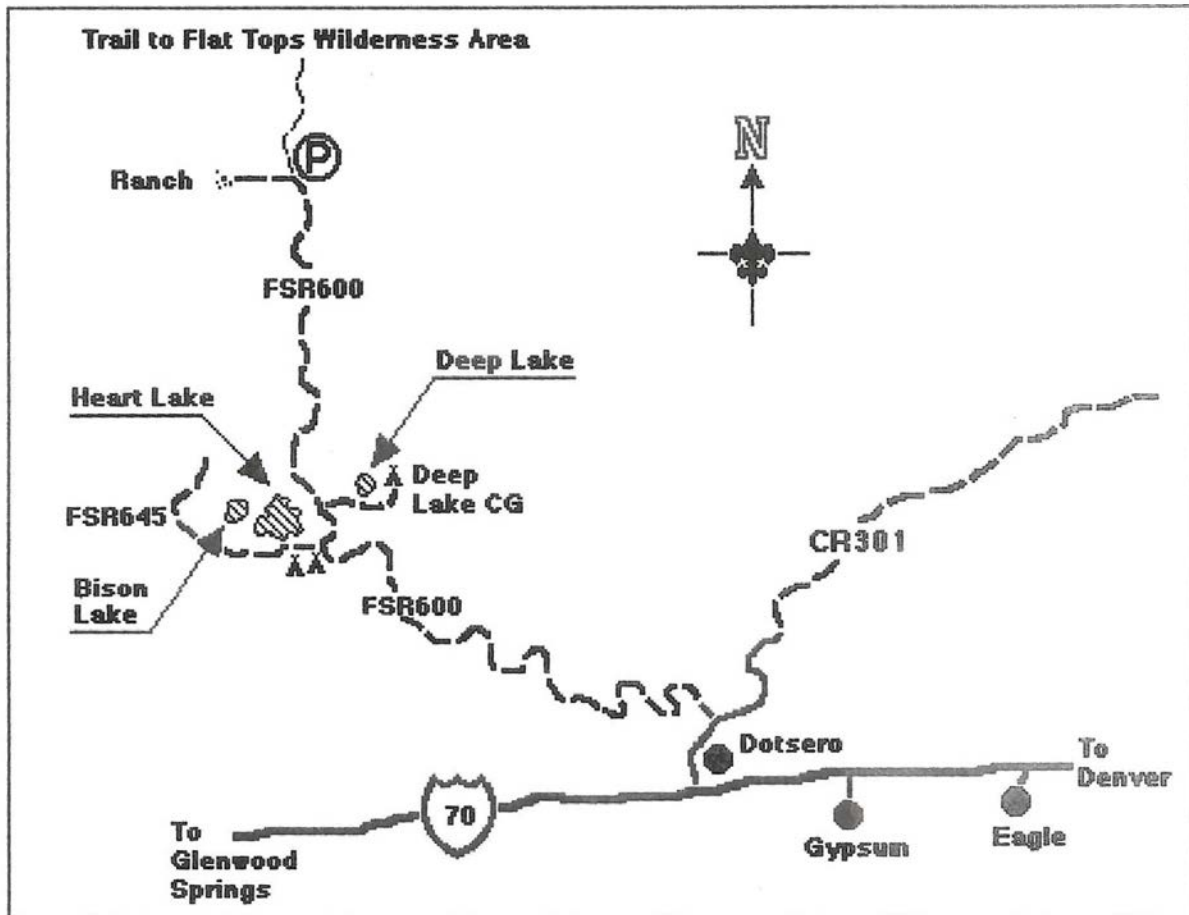 Trail to Flat Tops Wilderness Area
P
N
Ranch
FSR600
Deep Lake
Heart Lake
Deep
Lake CG
FSR645
CR301
Bison
Lake
FSR600
Dotsero
To
Denver
70
To
Glenwood
Springs
Gypsum
Eagle